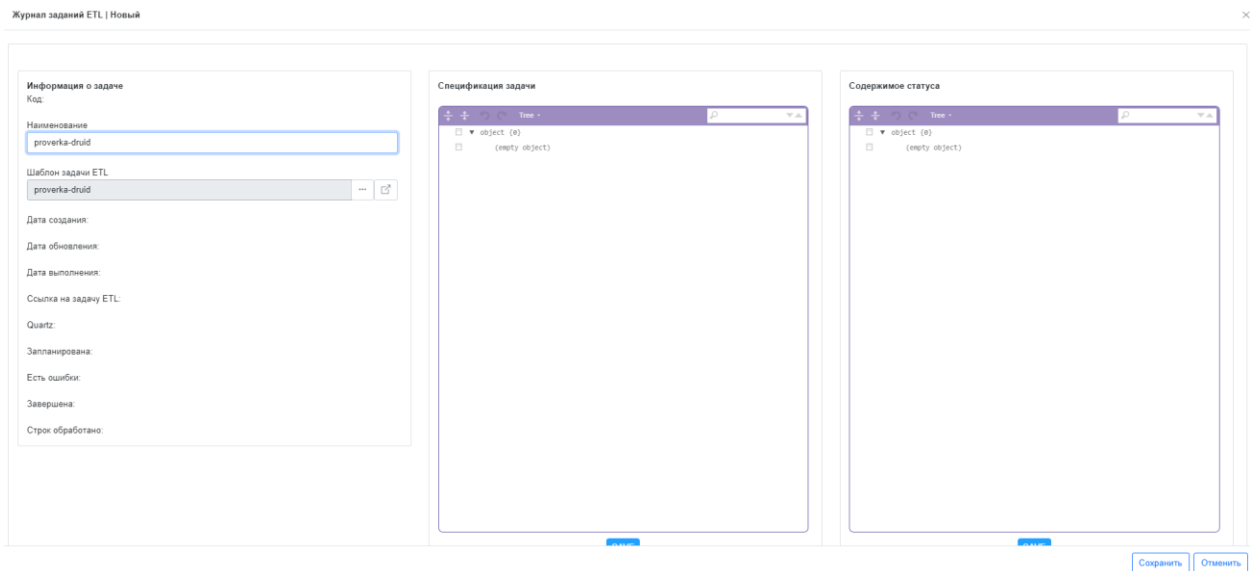 Журнал заданий ETL | Новый
Информация о задаче
Код:
Наименование
proverka-druid
Шаблон задачи ETL
proverka-druid
Дата создания:
Дата обновления:
Дата выполнения:
Ссылка на задачу ETL:
Quartz:
Запланирована:
Есть ошибки:
Завершена:
Строк обработано:
Спецификация задачи
Tree
object {0}
(empty object)
Содержимое статуса
Tree
object {0}
(empty object)
Сохранить
Отменить